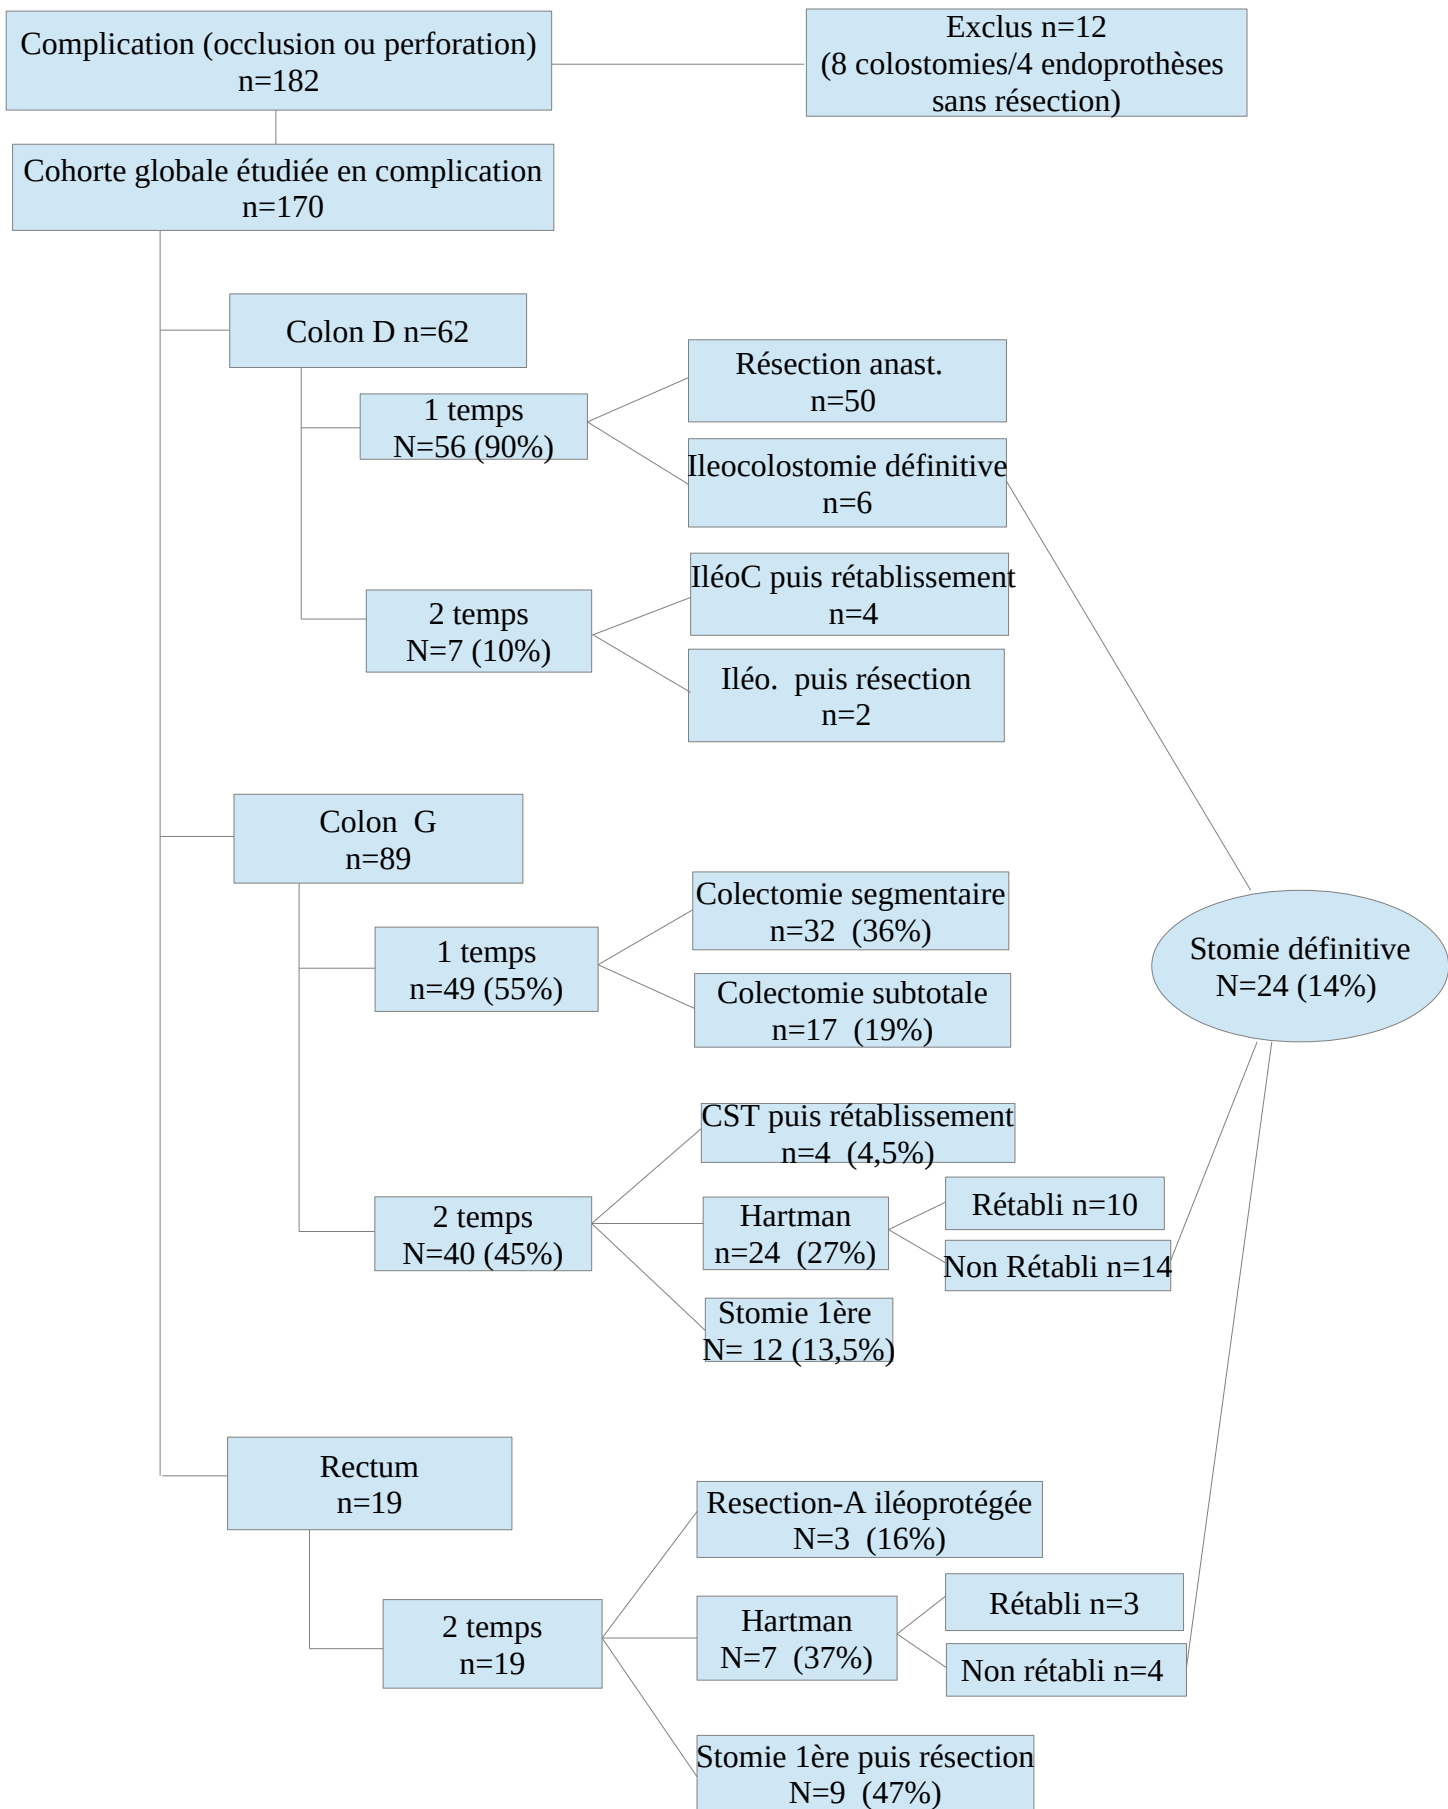 Complication (occlusion ou perforation)
n=182
Exclus n=12
(8 colostomies/4 endoprothèses
sans résection)
Cohorte globale étudiée en complication
n=170
Colon D n=62
1 temps
N=56 (90%)
Résection anast.
n=50
Ileocolostomie définitive
n=6
2 temps
N=7 (10%)
IléoC puis rétablissement
n=4
Iléo. puis résection
n=2
Colon G
n=89
1 temps
n=49 (55%)
Colectomie segmentaire
n=32 (36%)
Colectomie subtotale
n=17 (19%)
Stomie définitive
N=24 (14%)
2 temps
N=40 (45%)
CST puis rétablissement
n=4 (4,5%)
Hartman
n=24 (27%)
Rétabli n=10
Non Rétabli n=14
Stomie 1ère
N= 12 (13,5%)
Rectum
n=19
2 temps
n=19
Resection-A iléoprotégée
N=3 (16%)
Hartman
N=7 (37%)
Rétabli n=3
Non rétabli n=4
Stomie 1ère puis résection
N=9 (47%)